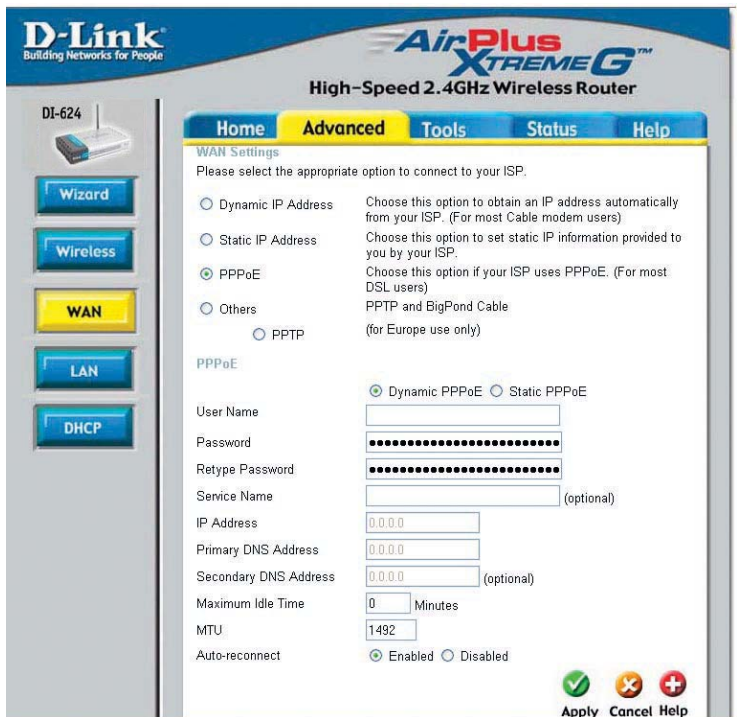 D-Link
Building Networks for People
AirPlus
XTREME G™
High-Speed 2.4GHz Wireless Router
DI-624
Home Advanced Tools Status Help
Wizard
Wireless
WAN
LAN
DHCP
WAN Settings
Please select the appropriate option to connect to your ISP.
Dynamic IP Address Choose this option to obtain an IP address automatically
from your ISP. (For most Cable modem users)
Static IP Address Choose this option to set static IP information provided to
you by your ISP.
PPPoE Choose this option if your ISP uses PPPoE. (For most
DSL users)
Others PPTP and BigPond Cable
PPTP (for Europe use only)
PPPoE
Dynamic PPPoE Static PPPoE
User Name
Password ●●●●●●●●●●●●●●●●●●●●●●●●●
Retype Password ●●●●●●●●●●●●●●●●●●●●●●●●●
Service Name (optional)
IP Address 0.0.0.0
Primary DNS Address 0.0.0.0
Secondary DNS Address 0.0.0.0 (optional)
Maximum Idle Time 0 Minutes
MTU 1492
Auto-reconnect Enabled Disabled
Apply Cancel Help